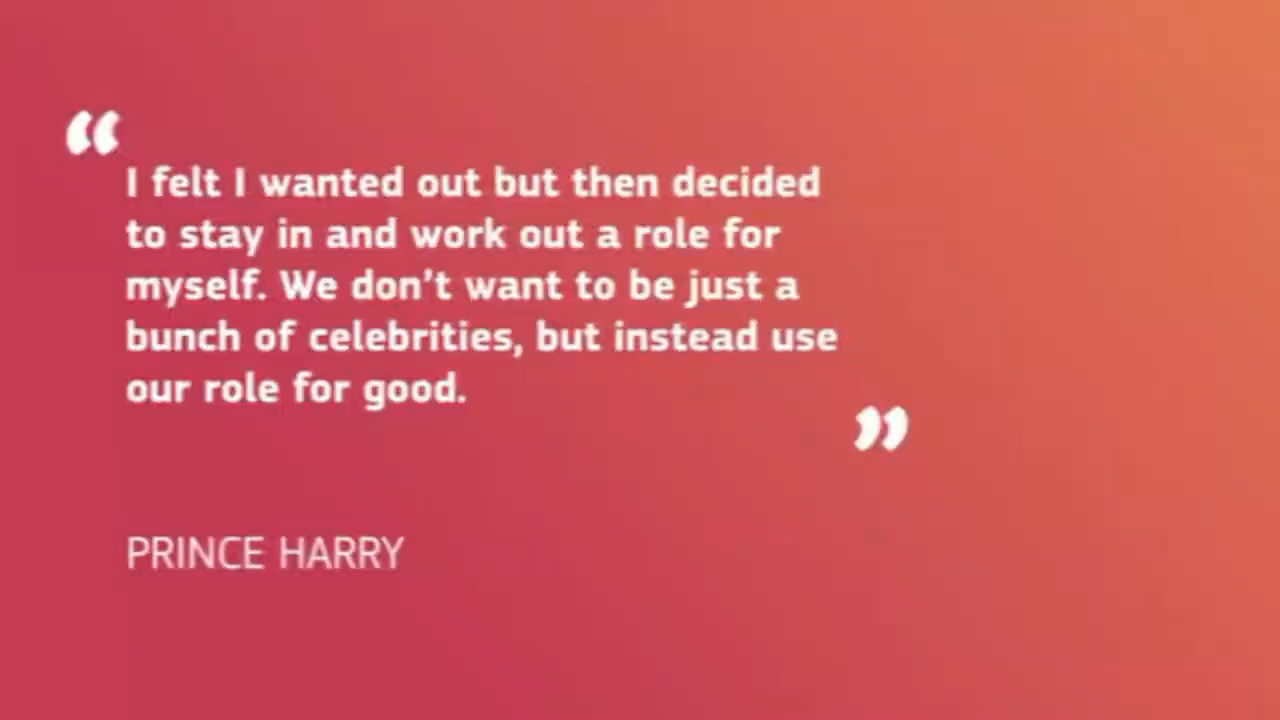 “
I felt I wanted out but then decided
to stay in and work out a role for
myself. We don’t want to be just a
bunch of celebrities, but instead use
our role for good.
”
PRINCE HARRY